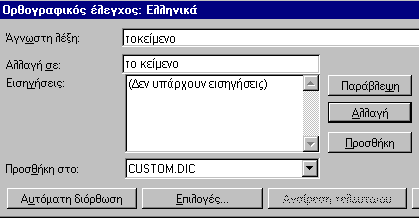 Ορθογραφικός έλεγχος: Ελληνικά
Άγνωστη λέξη: τοκείμενο
Αλλαγή σε: το κείμενο
Εισηγήσεις: (Δεν υπάρχουν εισηγήσεις)
Παράβλεψη
Αλλαγή
Προσθήκη
Προσθήκη στο: CUSTOM.DIC
Αυτόματη διόρθωση Επιλογές... Αναίρεση τελευταίου